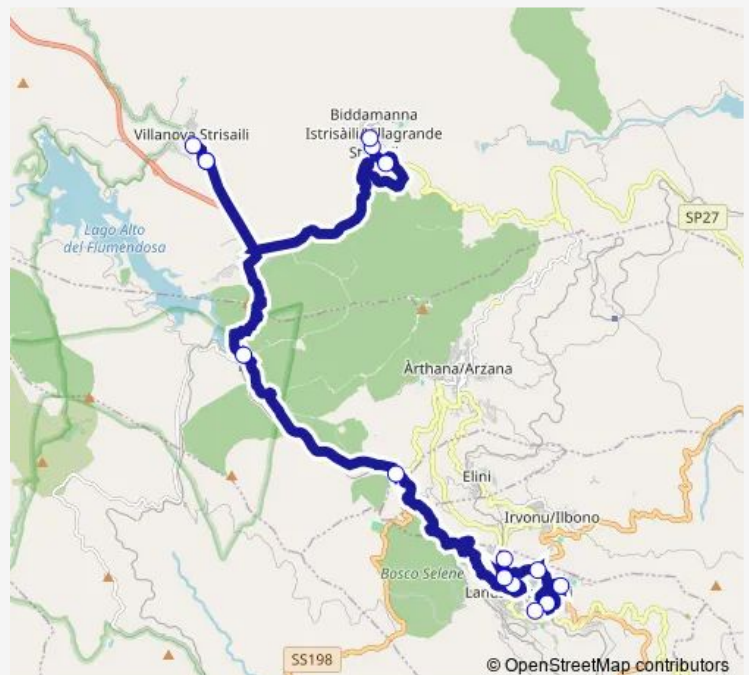 Villanova Strisaili
Biddamanna
Istrisàili/Villagrande
Lago Alto
del Flumendosa
SP27
Àrthana/Arzana
Elini
Irvonu/Ilbono
Bosco Selene
SS198
© OpenStreetMap contributors